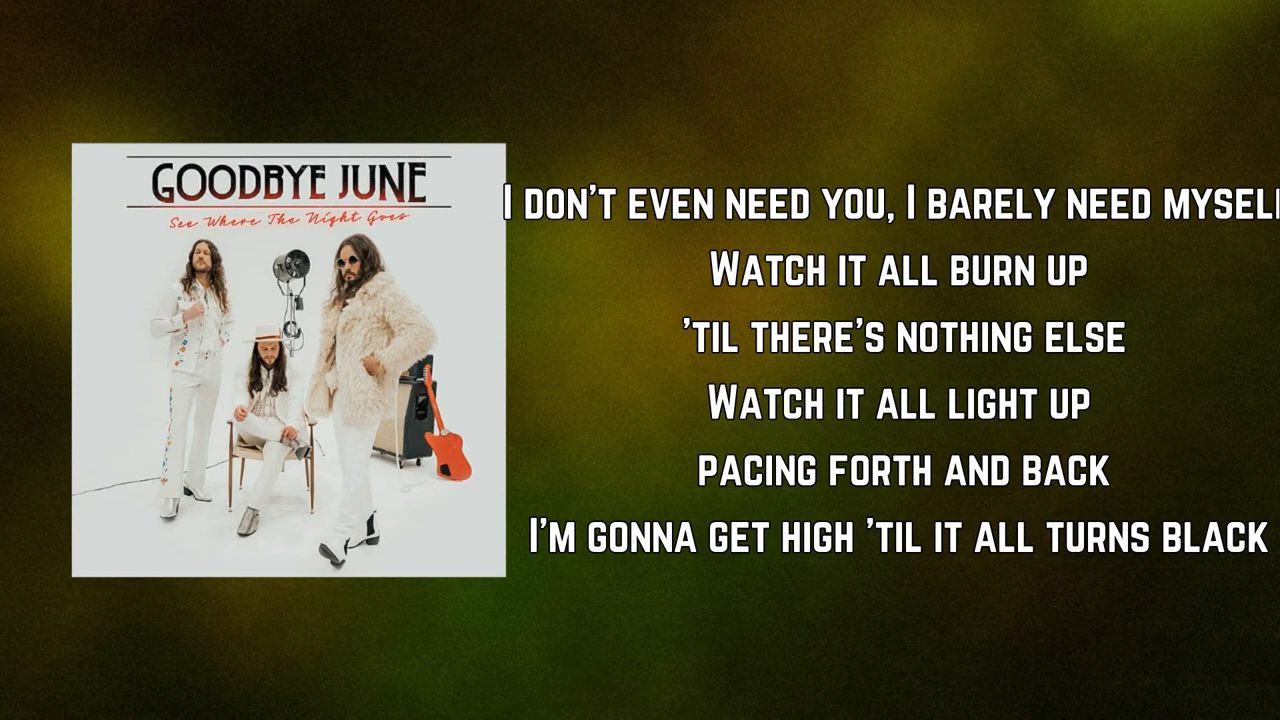 GOODBYE JUNE
See Where The Night Goes
I DON'T EVEN NEED YOU, I BARELY NEED MYSELF
WATCH IT ALL BURN UP
'TIL THERE'S NOTHING ELSE
WATCH IT ALL LIGHT UP
PACING FORTH AND BACK
I'M GONNA GET HIGH 'TIL IT ALL TURNS BLACK